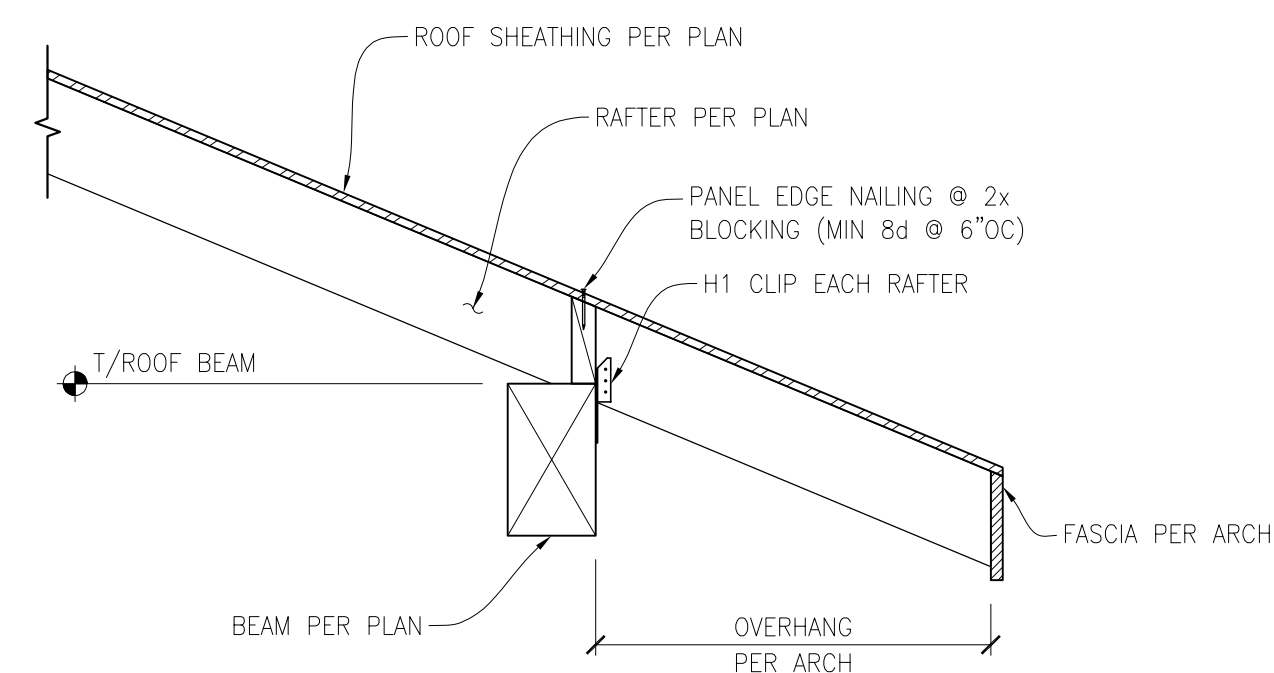 ROOF SHEATHING PER PLAN
RAFTER PER PLAN
PANEL EDGE NAILING @ 2x
BLOCKING (MIN 8d @ 6"OC)
H1 CLIP EACH RAFTER
T/ROOF BEAM
FASCIA PER ARCH
BEAM PER PLAN
OVERHANG
PER ARCH